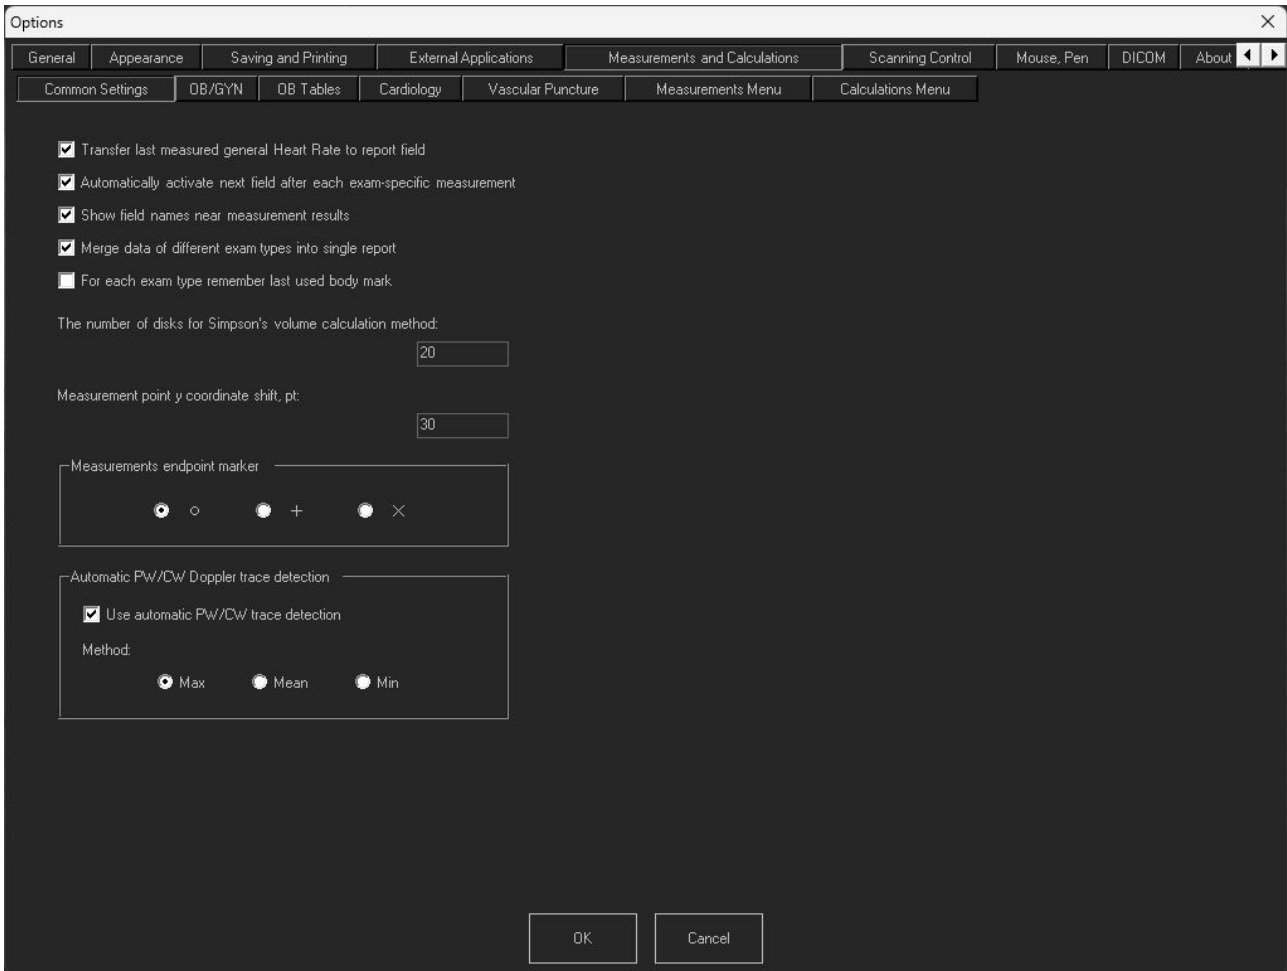 Options
General Appearance Saving and Printing External Applications Measurements and Calculations Scanning Control Mouse, Pen DICOM About
Common Settings OB/GYN OB Tables Cardiology Vascular Puncture Measurements Menu Calculations Menu
Transfer last measured general Heart Rate to report field
Automatically activate next field after each exam-specific measurement
Show field names near measurement results
Merge data of different exam types into single report
For each exam type remember last used body mark
The number of disks for Simpson's volume calculation method:
20
Measurement point y coordinate shift, pt:
30
Measurements endpoint marker
Automatic PW/CW Doppler trace detection
Use automatic PW/CW trace detection
Method:
Max Mean Min
OK Cancel